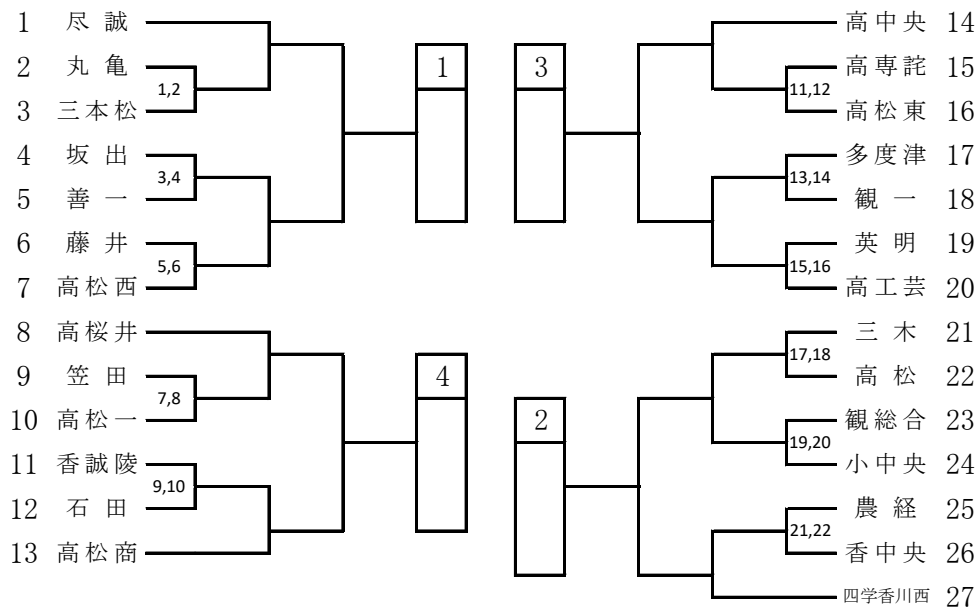 1 尽誠
2 丸亀
1,2
3 三本松
4 坂出
3,4
5 善一
6 藤井
5,6
7 高松西
8 高桜井
9 笠田
7,8
10 高松一
11 香誠陵
9,10
12 石田
13 高松商
1
4
3
2
高中央 14
高専詫 15
11,12
高松東 16
多度津 17
13,14
観一 18
英明 19
15,16
高工芸 20
三木 21
17,18
高松 22
観総合 23
19,20
小中央 24
農経 25
21,22
香中央 26
四学香川西 27